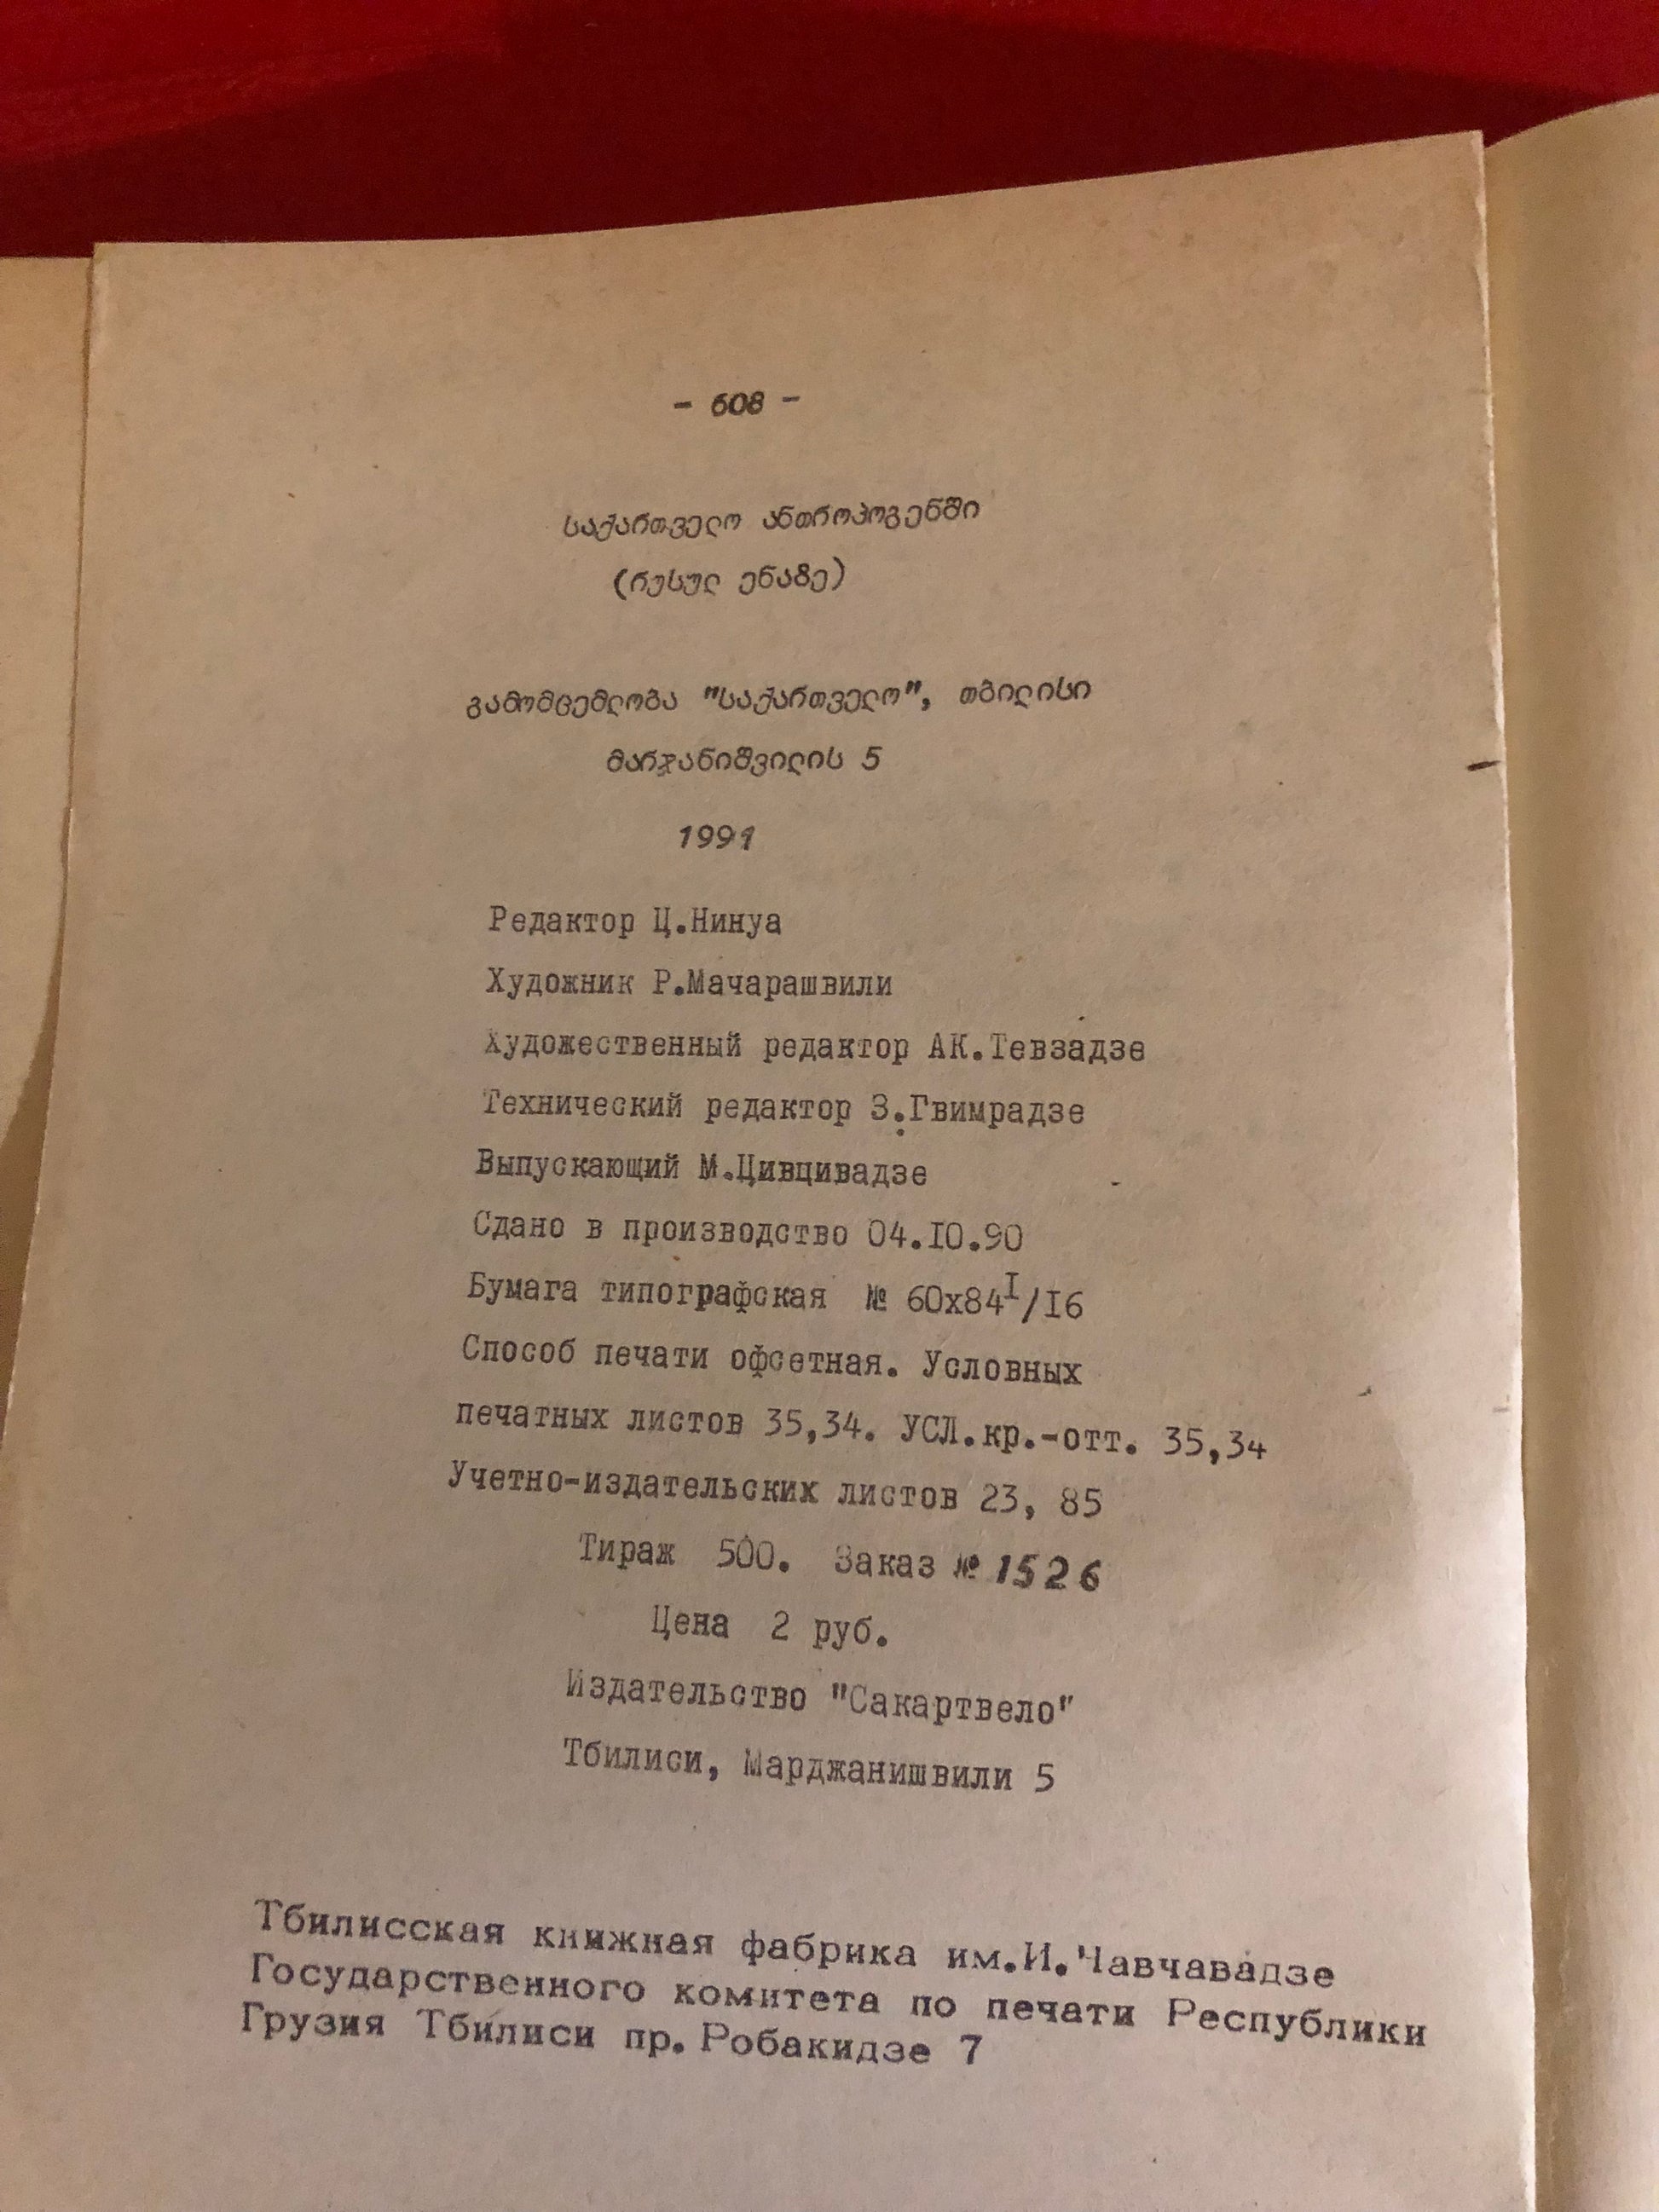 - 608 -
საქართველო ანთროპოგენში
(რუსულ ენაზე)
გამომცემლობა "საქართველო", თბილისი
მარჯანიშვილის 5
1991
Редактор Ц.Нинуа
Художник Р.Мачарашвили
Художественный редактор АК.Тевзадзе
Технический редактор З.Гвимрадзе
Выпускающий М.Цивцивадзе
Сдано в производство 04.IO.90
Бумага типографская № 60х84I/I6
Способ печати офсетная. Условных
печатных листов 35,34. УСЛ.кр.-отт. 35,34
Учетно-издательских листов 23, 85
Тираж 500. Заказ № 1526
Цена 2 руб.
Издательство "Сакартвело"
Тбилиси, Марджанишвили 5
Тбилисская книжная фабрика им.И.Чавчавадзе
Государственного комитета по печати Республики
Грузия Тбилиси пр. Робакидзе 7